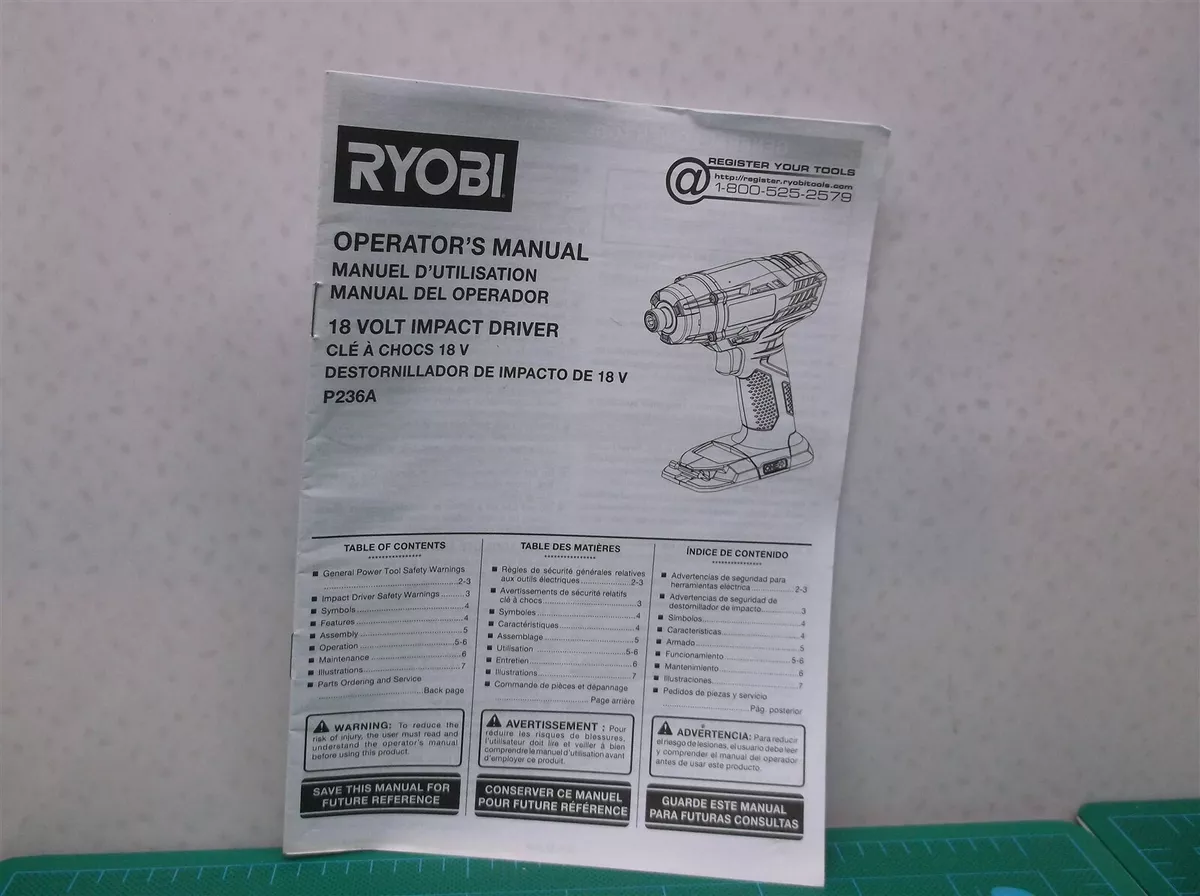 RYOBI
REGISTER YOUR TOOLS
http://register.ryobitools.com
1-800-525-2579
OPERATOR'S MANUAL
MANUEL D'UTILISATION
MANUAL DEL OPERADOR
18 VOLT IMPACT DRIVER
CLÉ À CHOCS 18 V
DESTORNILLADOR DE IMPACTO DE 18 V
P236A
TABLE OF CONTENTS
****************
■ General Power Tool Safety Warnings
..............................2-3
■ Impact Driver Safety Warnings.........3
■ Symbols..............................4
■ Features.............................4
■ Assembly.............................5
■ Operation..........................5-6
■ Maintenance..........................6
■ Illustrations........................7
■ Parts Ordering and Service
..............................Back page
WARNING: To reduce the
risk of injury, the user must read and
understand the operator's manual
before using this product.
SAVE THIS MANUAL FOR
FUTURE REFERENCE
TABLE DES MATIÈRES
****************
■ Règles de sécurité générales relatives
aux outils électriques................2-3
■ Avertissements de sécurité relatifs
clé à chocs..........................3
■ Symboles.............................4
■ Caractéristiques.....................4
■ Assemblage...........................5
■ Utilisation........................5-6
■ Entretien............................6
■ Illustrations........................7
■ Commande de pièces et dépannage
..............................Page arrière
AVERTISSEMENT : Pour
réduire les risques de blessures,
l'utilisateur doit lire et veiller à bien
comprendre le manuel d'utilisation avant
d'employer ce produit.
CONSERVER CE MANUEL
POUR FUTURE RÉFÉRENCE
ÍNDICE DE CONTENIDO
****************
■ Advertencias de seguridad para
herramientas eléctrica..............2-3
■ Advertencias de seguridad de
destornillador de impacto............3
■ Símbolos.............................4
■ Características......................4
■ Armado...............................5
■ Funcionamiento.....................5-6
■ Mantenimiento........................6
■ Illustraciones.......................7
■ Pedidos de piezas y servicio
..............................Pág. posterior
ADVERTENCIA: Para reducir
el riesgo de lesiones, el usuario debe leer
y comprender el manual del operador
antes de usar este producto.
GUARDE ESTE MANUAL
PARA FUTURAS CONSULTAS